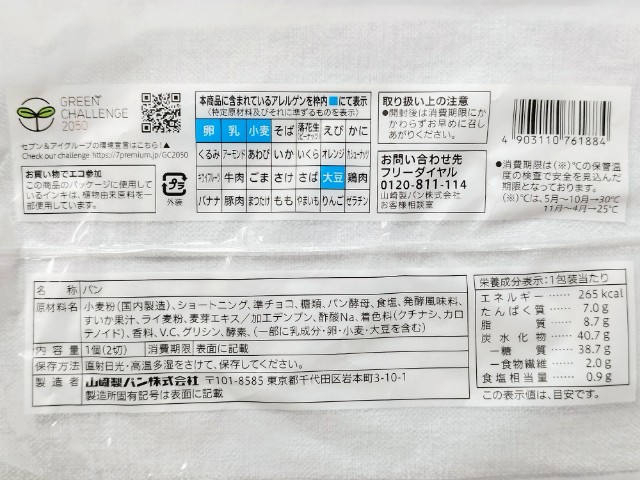 GREEN
CHALLENGE
2050
セブン&アイグループの環境宣言はこちら!▲
Check our challenge https://7premium.jp/GC2050
お買い物でエコ参加
この商品のパッケージに使用して
いるインキは、植物由来原料を一
部使用しています。
プラ
外装
本商品に含まれているアレルゲンを枠内■にて表示
(特定原材料及びそれに準ずるものを表示)
卵 乳 小麦 そば 落花生(ピーナッツ) えび かに
くるみ アーモンド あわび いか いくら オレンジ カシューナッツ
キウイフルーツ 牛肉 ごま さけ さば 大豆 鶏肉
バナナ 豚肉 まつたけ もも やまいも りんご ゼラチン
取り扱い上の注意
●開封後は消費期限にか
かわらずお早めに召し
あがりください。
お問い合わせ先
フリーダイヤル
0120-811-114
山崎製パン株式会社
お客様相談室
4903110761884
●消費期限は(※)℃の保管温
度の検査で安全を見込んだ
期限となっております。
(※)℃は、5月~10月→30℃
11月~4月→25℃
名 称 パン
原材料名 小麦粉(国内製造)、ショートニング、準チョコ、糖類、パン酵母、食塩、発酵風味料、
すいか果汁、ライ麦粉、麦芽エキス/加工デンプン、酢酸Na、着色料(クチナシ、カロ
テノイド)、香料、V.C、グリシン、酵素、(一部に乳成分・卵・小麦・大豆を含む)
内容量 1個(2切) 消費期限 表面に記載
保存方法 直射日光・高温多湿をさけて、保存してください。
製造者 山崎製パン株式会社 〒101-8585 東京都千代田区岩本町3-10-1
製造所固有記号は表面に記載
栄養成分表示:1包装当たり
エネルギー……265 kcal
たんぱく質……7.0g
脂質……8.7g
炭水化物……40.7g
ー糖質……38.7g
ー食物繊維……2.0g
食塩相当量……0.9g
この表示値は、目安です。